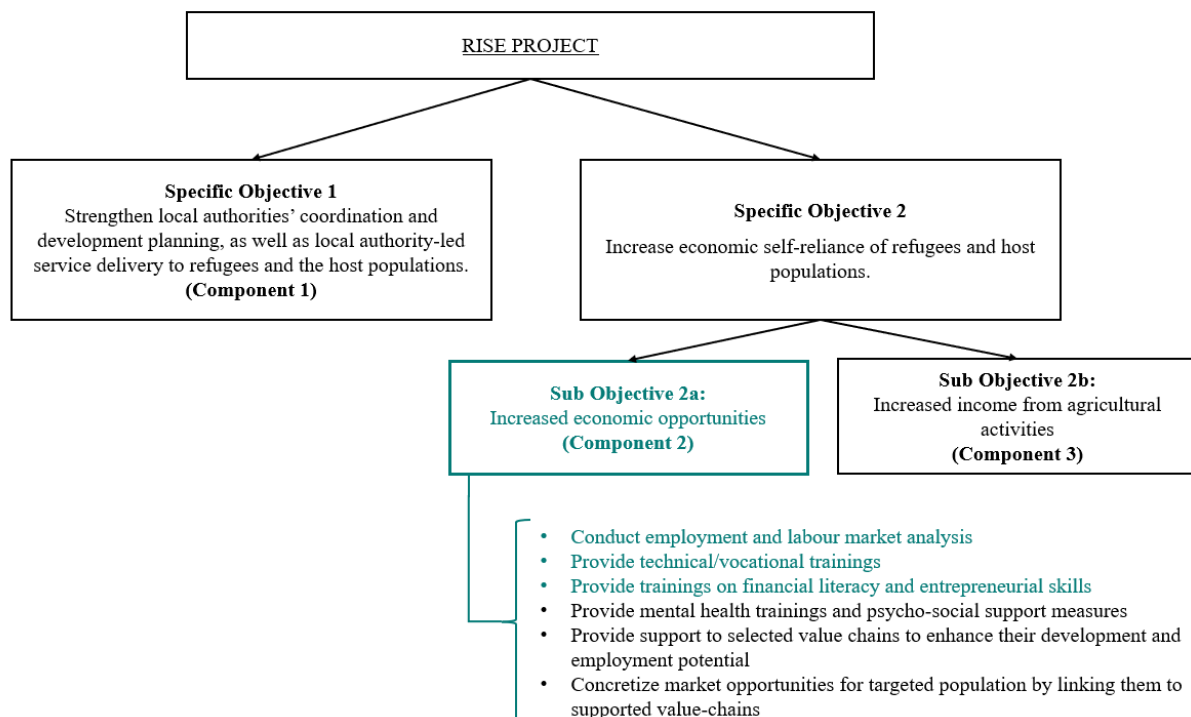 RISE PROJECT
Specific Objective 1
Strengthen local authorities’ coordination and
development planning, as well as local authority-led
service delivery to refugees and the host populations.
(Component 1)
Specific Objective 2
Increase economic self-reliance of refugees and host
populations.
Sub Objective 2a:
Increased economic opportunities
(Component 2)
Sub Objective 2b:
Increased income from agricultural
activities
(Component 3)
• Conduct employment and labour market analysis
• Provide technical/vocational trainings
• Provide trainings on financial literacy and entrepreneurial skills
• Provide mental health trainings and psycho-social support measures
• Provide support to selected value chains to enhance their development and
employment potential
• Concretize market opportunities for targeted population by linking them to
supported value-chains